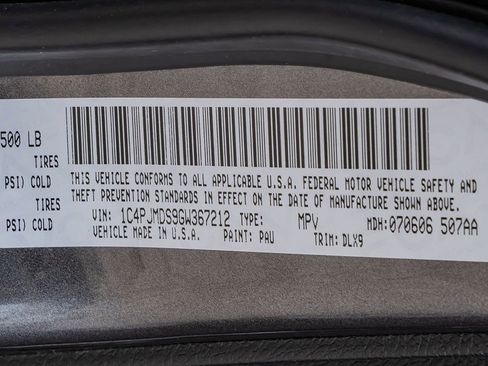 500 LB
TIRES
PSI) COLD
TIRES
PSI) COLD
THIS VEHICLE CONFORMS TO ALL APPLICABLE U.S.A. FEDERAL MOTOR VEHICLE SAFETY AND
THEFT PREVENTION STANDARDS IN EFFECT ON THE DATE OF MANUFACTURE SHOWN ABOVE.
VIN: 1C4PJMDS9GW367212 TYPE: MPV MDH:070606 507AA
VEHICLE MADE IN U.S.A. PAINT: PAU TRIM: DLX9